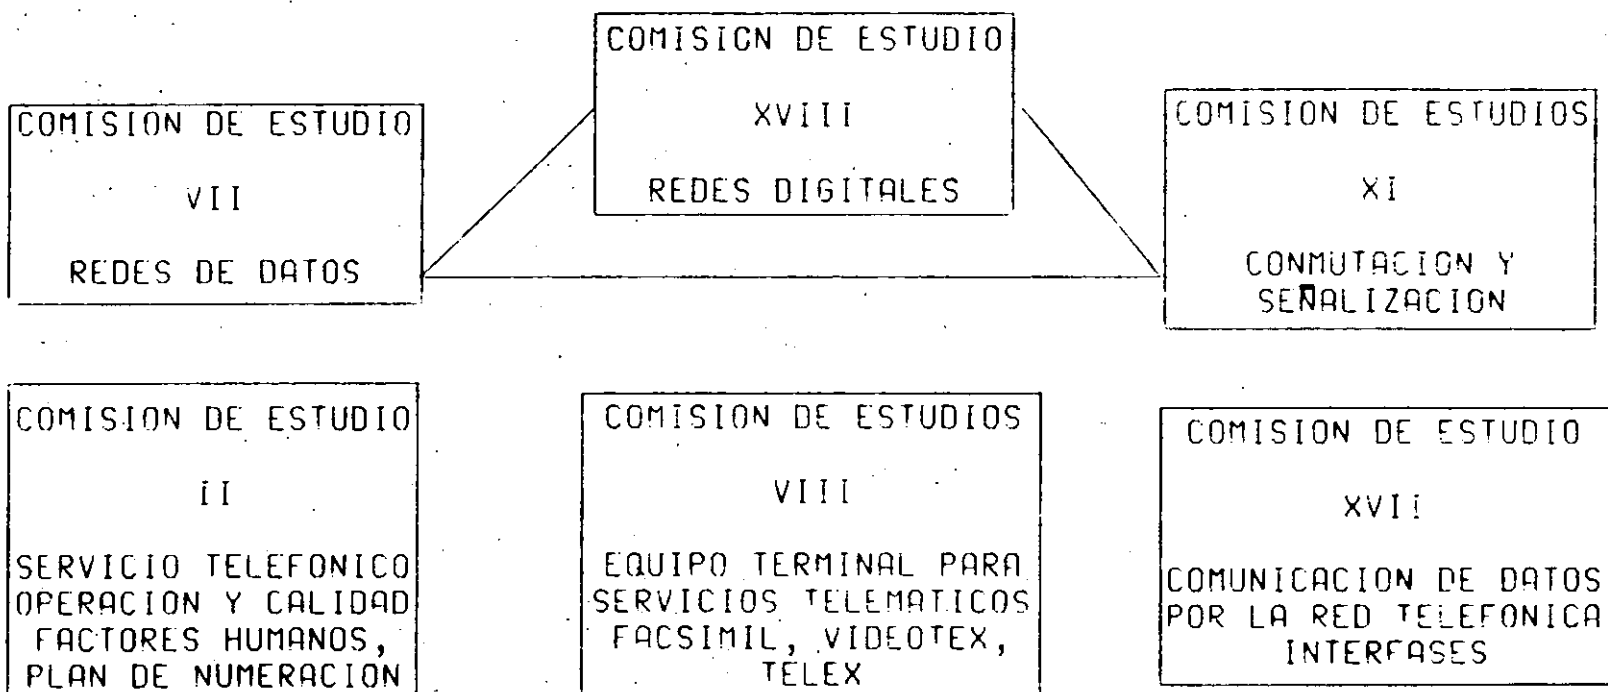 COMISION DE ESTUDIO
XVIII
REDES DIGITALES
COMISION DE ESTUDIO
VII
REDES DE DATOS
COMISION DE ESTUDIOS
XI
CONMUTACION Y
SEÑALIZACION
COMISION DE ESTUDIO
II
SERVICIO TELEFONICO
OPERACION Y CALIDAD
FACTORES HUMANOS,
PLAN DE NUMERACION
COMISION DE ESTUDIOS
VIII
EQUIPO TERMINAL PARA
SERVICIOS TELEMATICOS
FACSIMIL, VIDEOTEX,
TELEX
COMISION DE ESTUDIO
XVII
COMUNICACION DE DATOS
POR LA RED TELEFONICA
INTERFASES